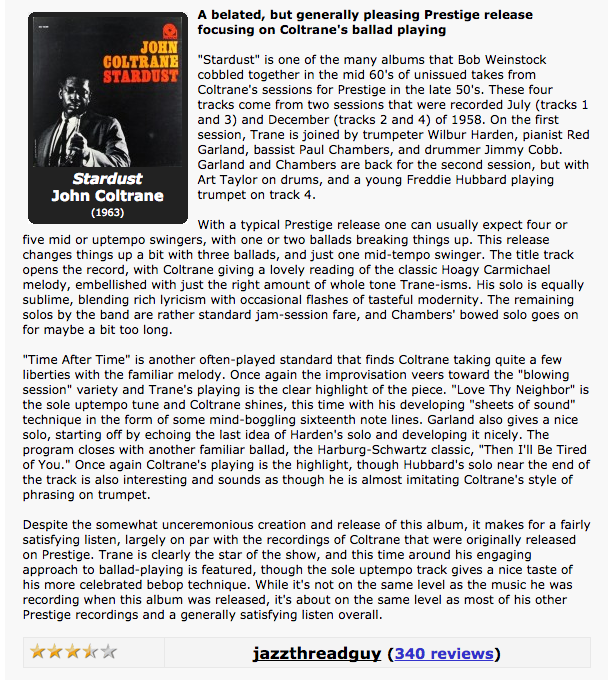 A belated, but generally pleasing Prestige release
focusing on Coltrane's ballad playing
JOHN
COLTRANE
STARDUST
Stardust
John Coltrane
(1963)
"Stardust" is one of the many albums that Bob Weinstock
cobbled together in the mid 60's of unissued takes from
Coltrane's sessions for Prestige in the late 50's. These four
tracks come from two sessions that were recorded July (tracks 1
and 3) and December (tracks 2 and 4) of 1958. On the first
session, Trane is joined by trumpeter Wilbur Harden, pianist Red
Garland, bassist Paul Chambers, and drummer Jimmy Cobb.
Garland and Chambers are back for the second session, but with
Art Taylor on drums, and a young Freddie Hubbard playing
trumpet on track 4.
With a typical Prestige release one can usually expect four or
five mid or uptempo swingers, with one or two ballads breaking things up. This release
changes things up a bit with three ballads, and just one mid-tempo swinger. The title track
opens the record, with Coltrane giving a lovely reading of the classic Hoagy Carmichael
melody, embellished with just the right amount of whole tone Trane-isms. His solo is equally
sublime, blending rich lyricism with occasional flashes of tasteful modernity. The remaining
solos by the band are rather standard jam-session fare, and Chambers' bowed solo goes on
for maybe a bit too long.
"Time After Time" is another often-played standard that finds Coltrane taking quite a few
liberties with the familiar melody. Once again the improvisation veers toward the "blowing
session" variety and Trane's playing is the clear highlight of the piece. "Love Thy Neighbor" is
the sole uptempo tune and Coltrane shines, this time with his developing "sheets of sound"
technique in the form of some mind-boggling sixteenth note lines. Garland also gives a nice
solo, starting off by echoing the last idea of Harden's solo and developing it nicely. The
program closes with another familiar ballad, the Harburg-Schwartz classic, "Then I'll Be Tired
of You." Once again Coltrane's playing is the highlight, though Hubbard's solo near the end of
the track is also interesting and sounds as though he is almost imitating Coltrane's style of
phrasing on trumpet.
Despite the somewhat unceremonious creation and release of this album, it makes for a fairly
satisfying listen, largely on par with the recordings of Coltrane that were originally released
on Prestige. Trane is clearly the star of the show, and this time around his engaging
approach to ballad-playing is featured, though the sole uptempo track gives a nice taste of
his more celebrated bebop technique. While it's not on the same level as the music he was
recording when this album was released, it's about on the same level as most of his other
Prestige recordings and a generally satisfying listen overall.
jazzthreadguy (340 reviews)